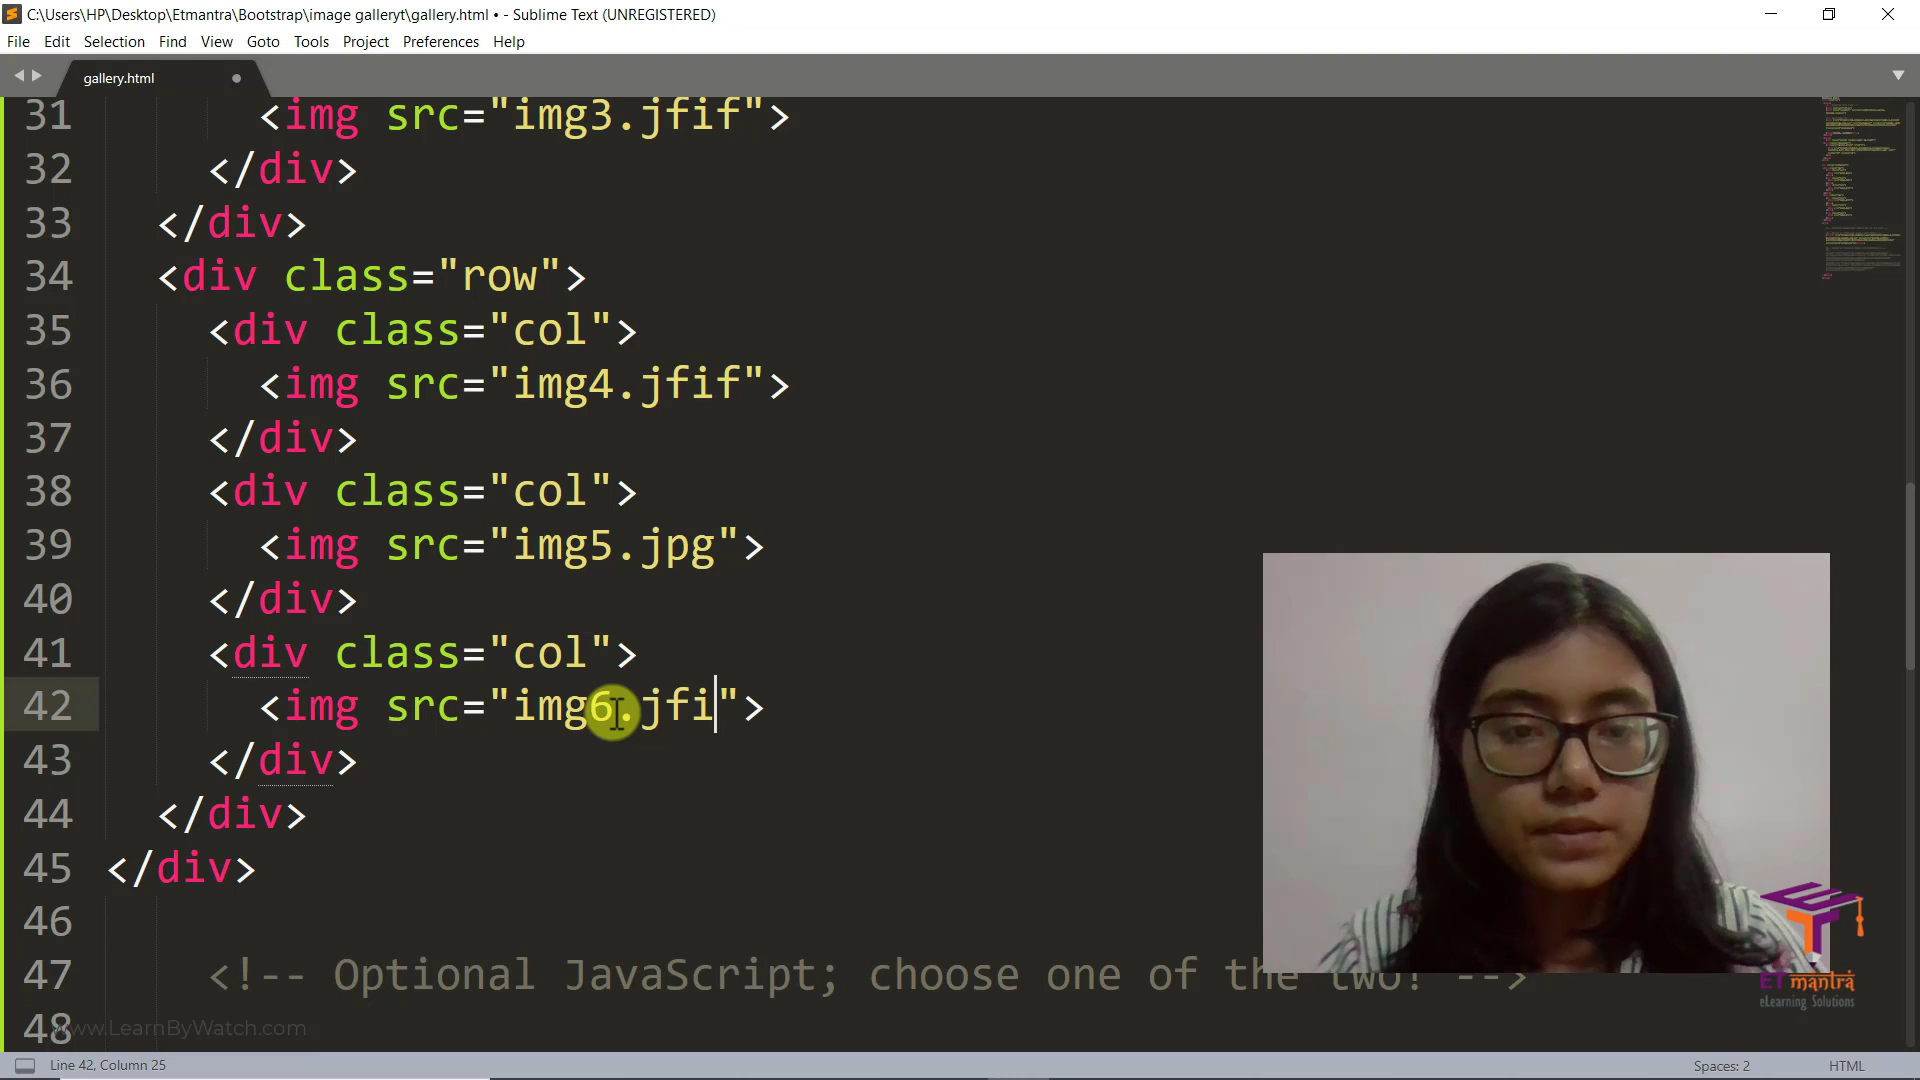 C:\Users\HP\Desktop\Etmantra\Bootstrap\image galleryt\gallery.html • - Sublime Text (UNREGISTERED)
File Edit Selection Find View Goto Tools Project Preferences Help
gallery.html
31 <img src="img3.jfif">
32 </div>
33 </div>
34 <div class="row">
35 <div class="col">
36 <img src="img4.jfif">
37 </div>
38 <div class="col">
39 <img src="img5.jpg">
40 </div>
41 <div class="col">
42 <img src="img6.jfi">
43 </div>
44 </div>
45 </div>
46
47 <!-- Optional JavaScript; choose one of the two! -->
48
ET mantra
eLearning Solutions
www.LearnByWatch.com
Line 42, Column 25
Spaces: 2
HTML